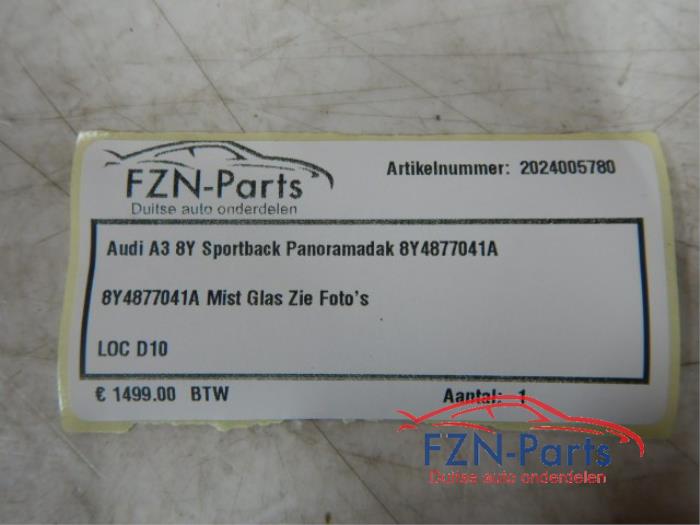 FZN-Parts
Duitse auto onderdelen
Artikelnummer: 2024005780
Audi A3 8Y Sportback Panoramadak 8Y4877041A
8Y4877041A Mist Glas Zie Foto's
LOC D10
€ 1499.00 BTW
Aantal: 1
FZN-Parts
Duitse auto onderdelen